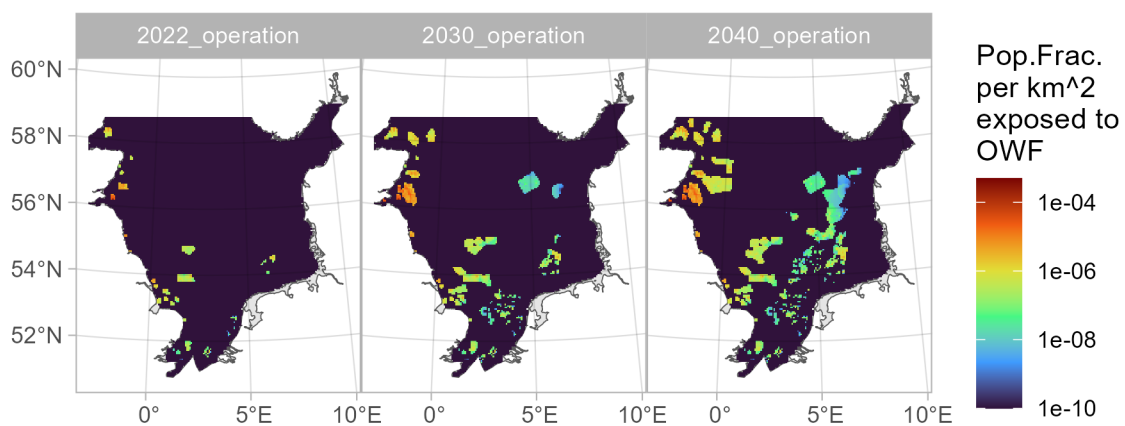 2022_operation 2030_operation 2040_operation
60°N
58°N
56°N
54°N
52°N
0° 5°E 10°E 0° 5°E 10°E 0° 5°E 10°E
Pop.Frac.
per km^2
exposed to
OWF
1e-04
1e-06
1e-08
1e-10